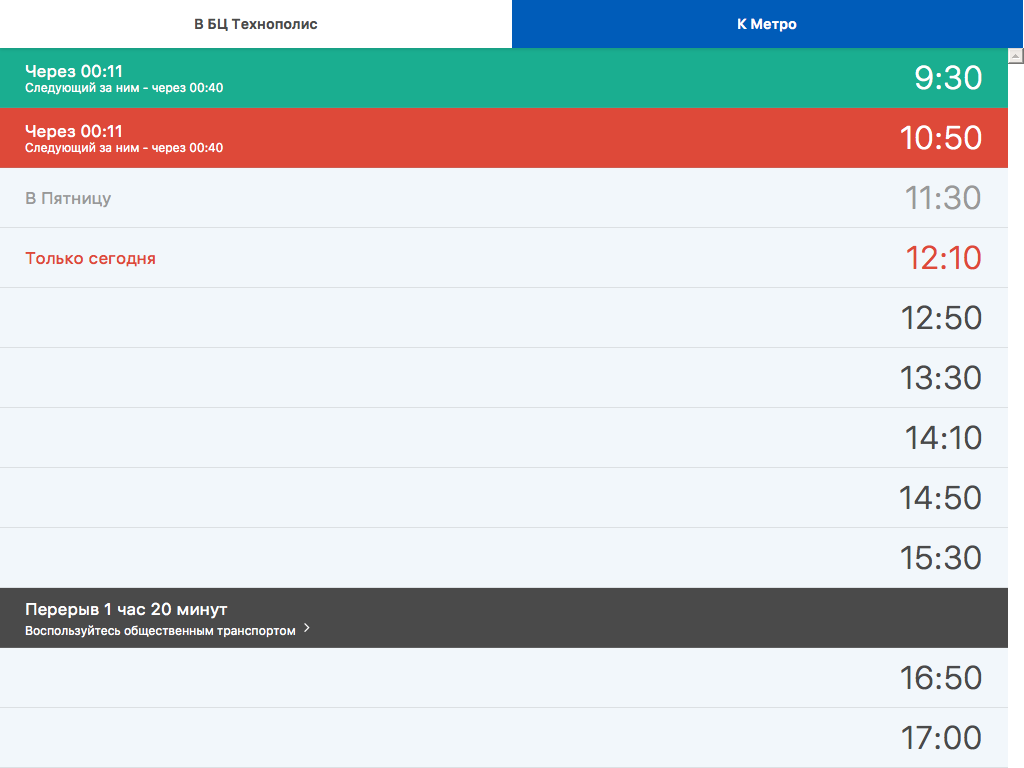 В БЦ Технополис
К Метро
Через 00:11
Следующий за ним - через 00:40
9:30
Через 00:11
Следующий за ним - через 00:40
10:50
В Пятницу
11:30
Только сегодня
12:10
12:50
13:30
14:10
14:50
15:30
Перерыв 1 час 20 минут
Воспользуйтесь общественным транспортом
16:50
17:00